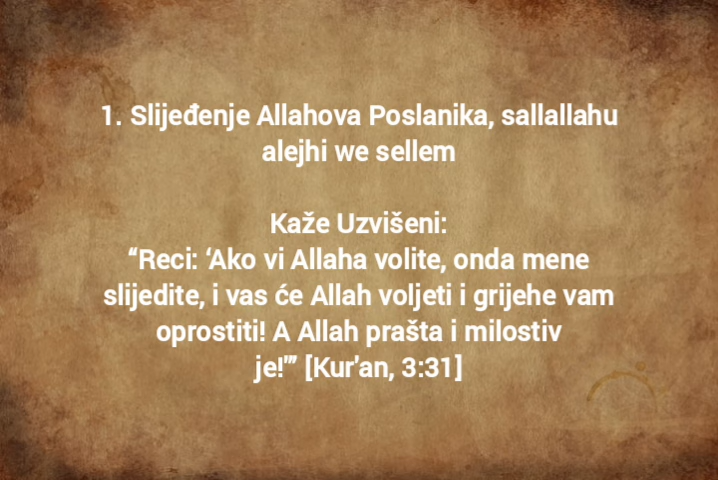 1. Slijeđenje Allahova Poslanika, sallallahu
alejhi we sellem
Kaže Uzvišeni:
“Reci: ‘Ako vi Allaha volite, onda mene
slijedite, i vas će Allah voljeti i grijehe vam
oprostiti! A Allah prašta i milostiv
je!’” [Kur'an, 3:31]